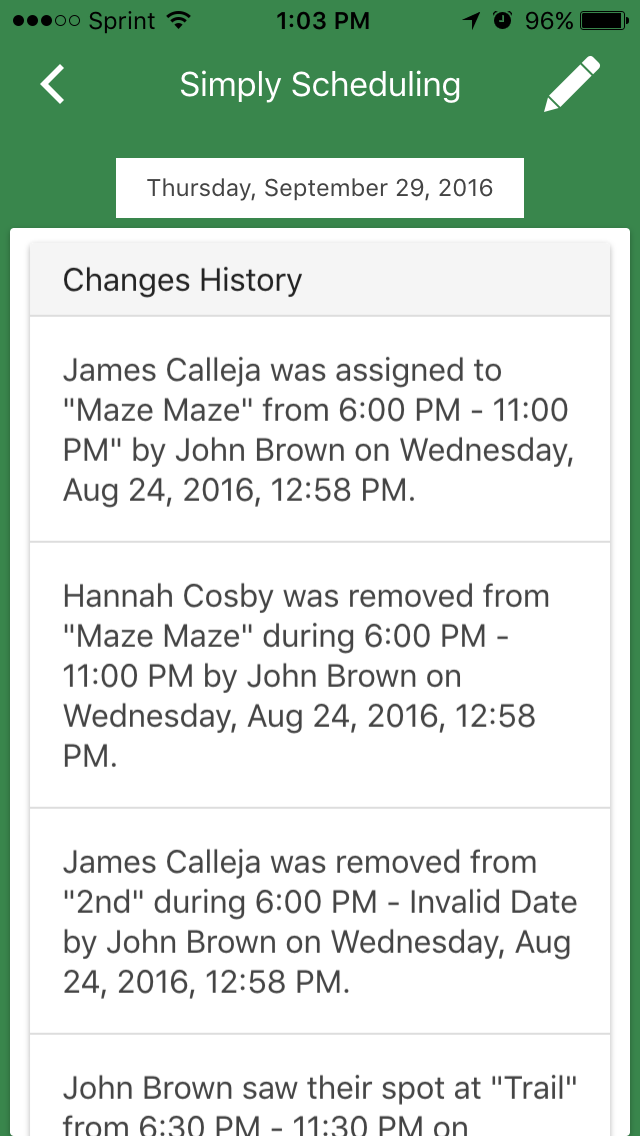 Sprint 1:03 PM 96%
Simply Scheduling
Thursday, September 29, 2016
Changes History
James Calleja was assigned to
"Maze Maze" from 6:00 PM - 11:00
PM" by John Brown on Wednesday,
Aug 24, 2016, 12:58 PM.
Hannah Cosby was removed from
"Maze Maze" during 6:00 PM -
11:00 PM by John Brown on
Wednesday, Aug 24, 2016, 12:58
PM.
James Calleja was removed from
"2nd" during 6:00 PM - Invalid Date
by John Brown on Wednesday, Aug
24, 2016, 12:58 PM.
John Brown saw their spot at "Trail"
from 6:30 PM - 11:30 PM on